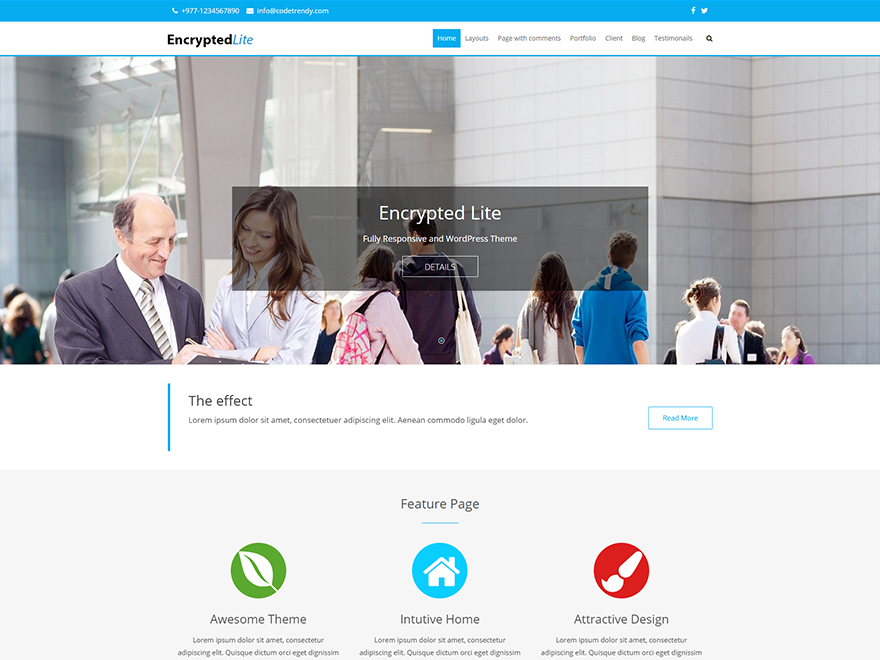 +977-1234567890 info@codetrendy.com
EncryptedLite
Home Layouts Page with comments Portfolio Client Blog Testimonails
Encrypted Lite
Fully Responsive and WordPress Theme
DETAILS
The effect
Lorem ipsum dolor sit amet, consectetuer adipiscing elit. Aenean commodo ligula eget dolor.
Read More
Feature Page
Awesome Theme Intutive Home Attractive Design
Lorem ipsum dolor sit amet, consectetur Lorem ipsum dolor sit amet, consectetur Lorem ipsum dolor sit amet, consectetur
adipiscing elit. Quisque dictum orci eget dignissim adipiscing elit. Quisque dictum orci eget dignissim adipiscing elit. Quisque dictum orci eget dignissim